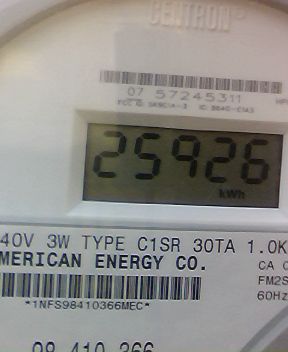 CENTRON
07 57245311
25926
kWh
40V 3W TYPE C1SR 30TA 1.0K
MERICAN ENERGY CO.
CA
FM2S
60Hz
*1NFS98410366MEC*
09 410 366